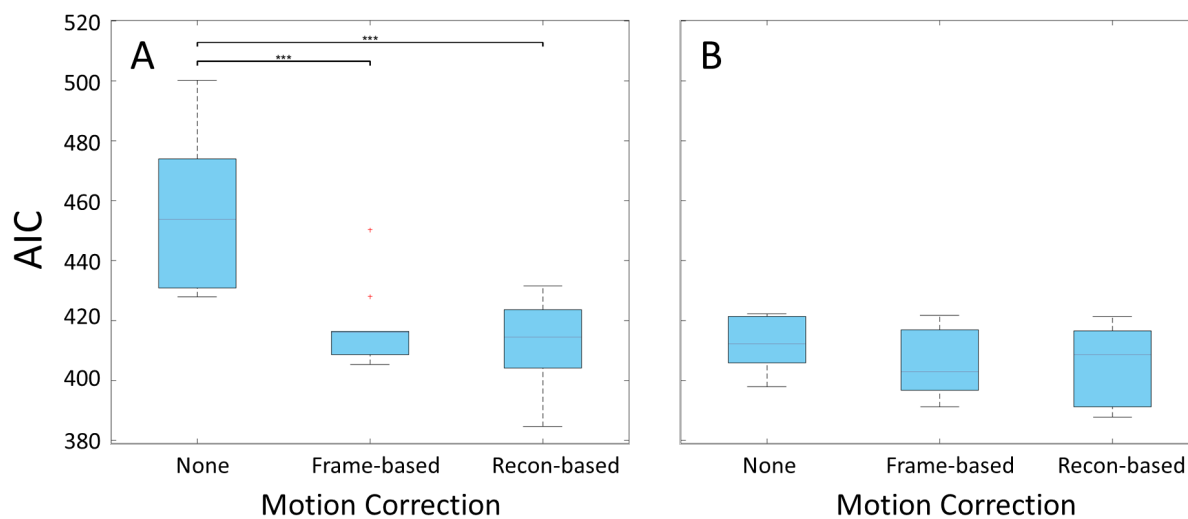 520
500
480
460
440
420
400
380
AIC
A
***
***
None Frame-based Recon-based
Motion Correction
B
None Frame-based Recon-based
Motion Correction